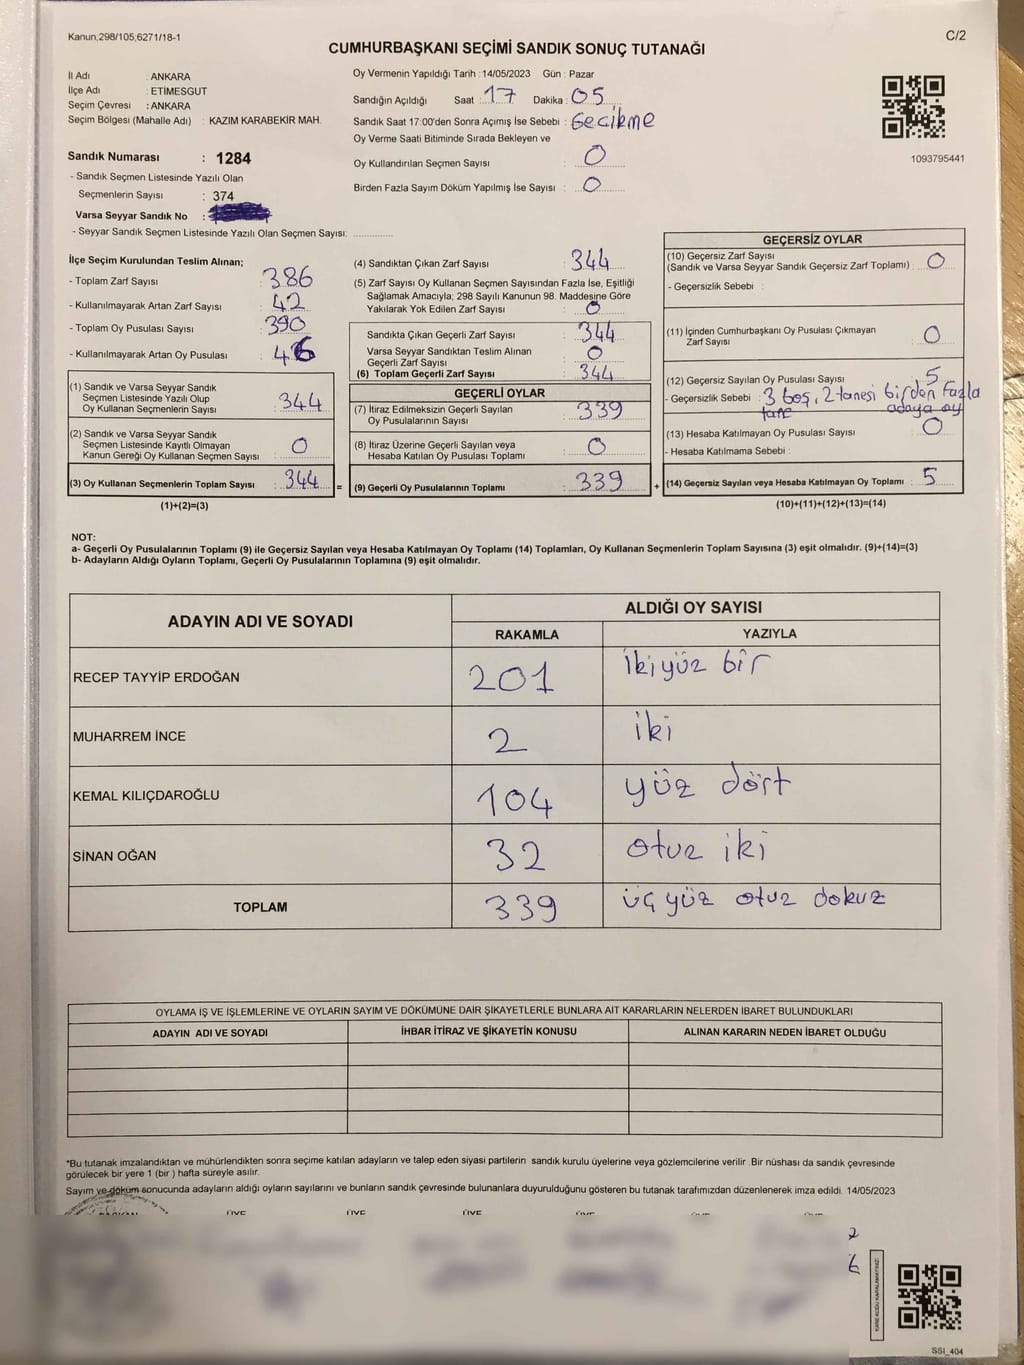 Kanun;298/105,6271/18-1
C/2
CUMHURBAŞKANI SEÇİMİ SANDIK SONUÇ TUTANAĞI
İl Adı : ANKARA
İlçe Adı : ETİMESGUT
Seçim Çevresi : ANKARA
Seçim Bölgesi (Mahalle Adı) : KAZIM KARABEKİR MAH.
Sandık Numarası : 1284
- Sandık Seçmen Listesinde Yazılı Olan
Seçmenlerin Sayısı : 374
Varsa Seyyar Sandık No :
- Seyyar Sandık Seçmen Listesinde Yazılı Olan Seçmen Sayısı:
Oy Vermenin Yapıldığı Tarih : 14/05/2023 Gün : Pazar
Sandığın Açıldığı Saat : 17 Dakika : 05
Sandık Saat 17:00'den Sonra Açımış İse Sebebi : Gecikme
Oy Verme Saati Bitiminde Sırada Bekleyen ve
Oy Kullandırılan Seçmen Sayısı : 0
Birden Fazla Sayım Döküm Yapılmış İse Sayısı : 0
1093795441
İlçe Seçim Kurulundan Teslim Alınan;
- Toplam Zarf Sayısı : 386
- Kullanılmayarak Artan Zarf Sayısı : 42
- Toplam Oy Pusulası Sayısı : 390
- Kullanılmayarak Artan Oy Pusulası : 46
(1) Sandık ve Varsa Seyyar Sandık
Seçmen Listesinde Yazılı Olup
Oy Kullanan Seçmenlerin Sayısı : 344
(2) Sandık ve Varsa Seyyar Sandık
Seçmen Listesinde Kayıtlı Olmayan
Kanun Gereği Oy Kullanan Seçmen Sayısı : 0
(3) Oy Kullanan Seçmenlerin Toplam Sayısı : 344 =
(1)+(2)=(3)
(4) Sandıktan Çıkan Zarf Sayısı : 344
(5) Zarf Sayısı Oy Kullanan Seçmen Sayısından Fazla İse, Eşitliği
Sağlamak Amacıyla; 298 Sayılı Kanunun 98. Maddesine Göre
Yakılarak Yok Edilen Zarf Sayısı : 0
Sandıkta Çıkan Geçerli Zarf Sayısı : 344
Varsa Seyyar Sandıktan Teslim Alınan
Geçerli Zarf Sayısı : 0
(6) Toplam Geçerli Zarf Sayısı : 344
GEÇERLİ OYLAR
(7) İtiraz Edilmeksizin Geçerli Sayılan
Oy Pusulalarının Sayısı : 339
(8) İtiraz Üzerine Geçerli Sayılan veya
Hesaba Katılan Oy Pusulası Toplamı : 0
(9) Geçerli Oy Pusulalarının Toplamı : 339 +
GEÇERSİZ OYLAR
(10) Geçersiz Zarf Sayısı
(Sandık ve Varsa Seyyar Sandık Geçersiz Zarf Toplamı) : 0
- Geçersizlik Sebebi :
(11) İçinden Cumhurbaşkanı Oy Pusulası Çıkmayan
Zarf Sayısı : 0
(12) Geçersiz Sayılan Oy Pusulası Sayısı : 5
- Geçersizlik Sebebi : 3 boş, 2 tanesi birden fazla
tane adaya oy
(13) Hesaba Katılmayan Oy Pusulası Sayısı : 0
- Hesaba Katılmama Sebebi :
(14) Geçersiz Sayılan veya Hesaba Katılmayan Oy Toplamı : 5
(10)+(11)+(12)+(13)=(14)
NOT:
a- Geçerli Oy Pusulalarının Toplamı (9) ile Geçersiz Sayılan veya Hesaba Katılmayan Oy Toplamı (14) Toplamları, Oy Kullanan Seçmenlerin Toplam Sayısına (3) eşit olmalıdır. (9)+(14)=(3)
b- Adayların Aldığı Oyların Toplamı, Geçerli Oy Pusulalarının Toplamına (9) eşit olmalıdır.
ADAYIN ADI VE SOYADI
ALDIĞI OY SAYISI
RAKAMLA YAZIYLA
RECEP TAYYİP ERDOĞAN 201 ikiyüz bir
MUHARREM İNCE 2 iki
KEMAL KILIÇDAROĞLU 104 yüz dört
SİNAN OĞAN 32 otuz iki
TOPLAM 339 üç yüz otuz dokuz
OYLAMA İŞ VE İŞLEMLERİNE VE OYLARIN SAYIM VE DÖKÜMÜNE DAİR ŞİKAYETLERLE BUNLARA AİT KARARLARIN NELERDEN İBARET BULUNDUKLARI
ADAYIN ADI VE SOYADI İHBAR İTİRAZ VE ŞİKAYETİN KONUSU ALINAN KARARIN NEDEN İBARET OLDUĞU
*Bu tutanak imzalandıktan ve mühürlendikten sonra seçime katılan adayların ve talep eden siyasi partilerin sandık kurulu üyelerine veya gözlemcilerine verilir .Bir nüshası da sandık çevresinde
görülecek bir yere 1 (bir ) hafta süreyle asılır.
Sayım ve döküm sonucunda adayların aldığı oyların sayılarını ve bunların sandık çevresinde bulunanlara duyurulduğunu gösteren bu tutanak tarafımızdan düzenlenerek imza edildi. 14/05/2023
BAŞKAN ÜYE ÜYE ÜYE ÜYE
2
6
KARE KODU KARALAMAYINIZ!
SSİ_404